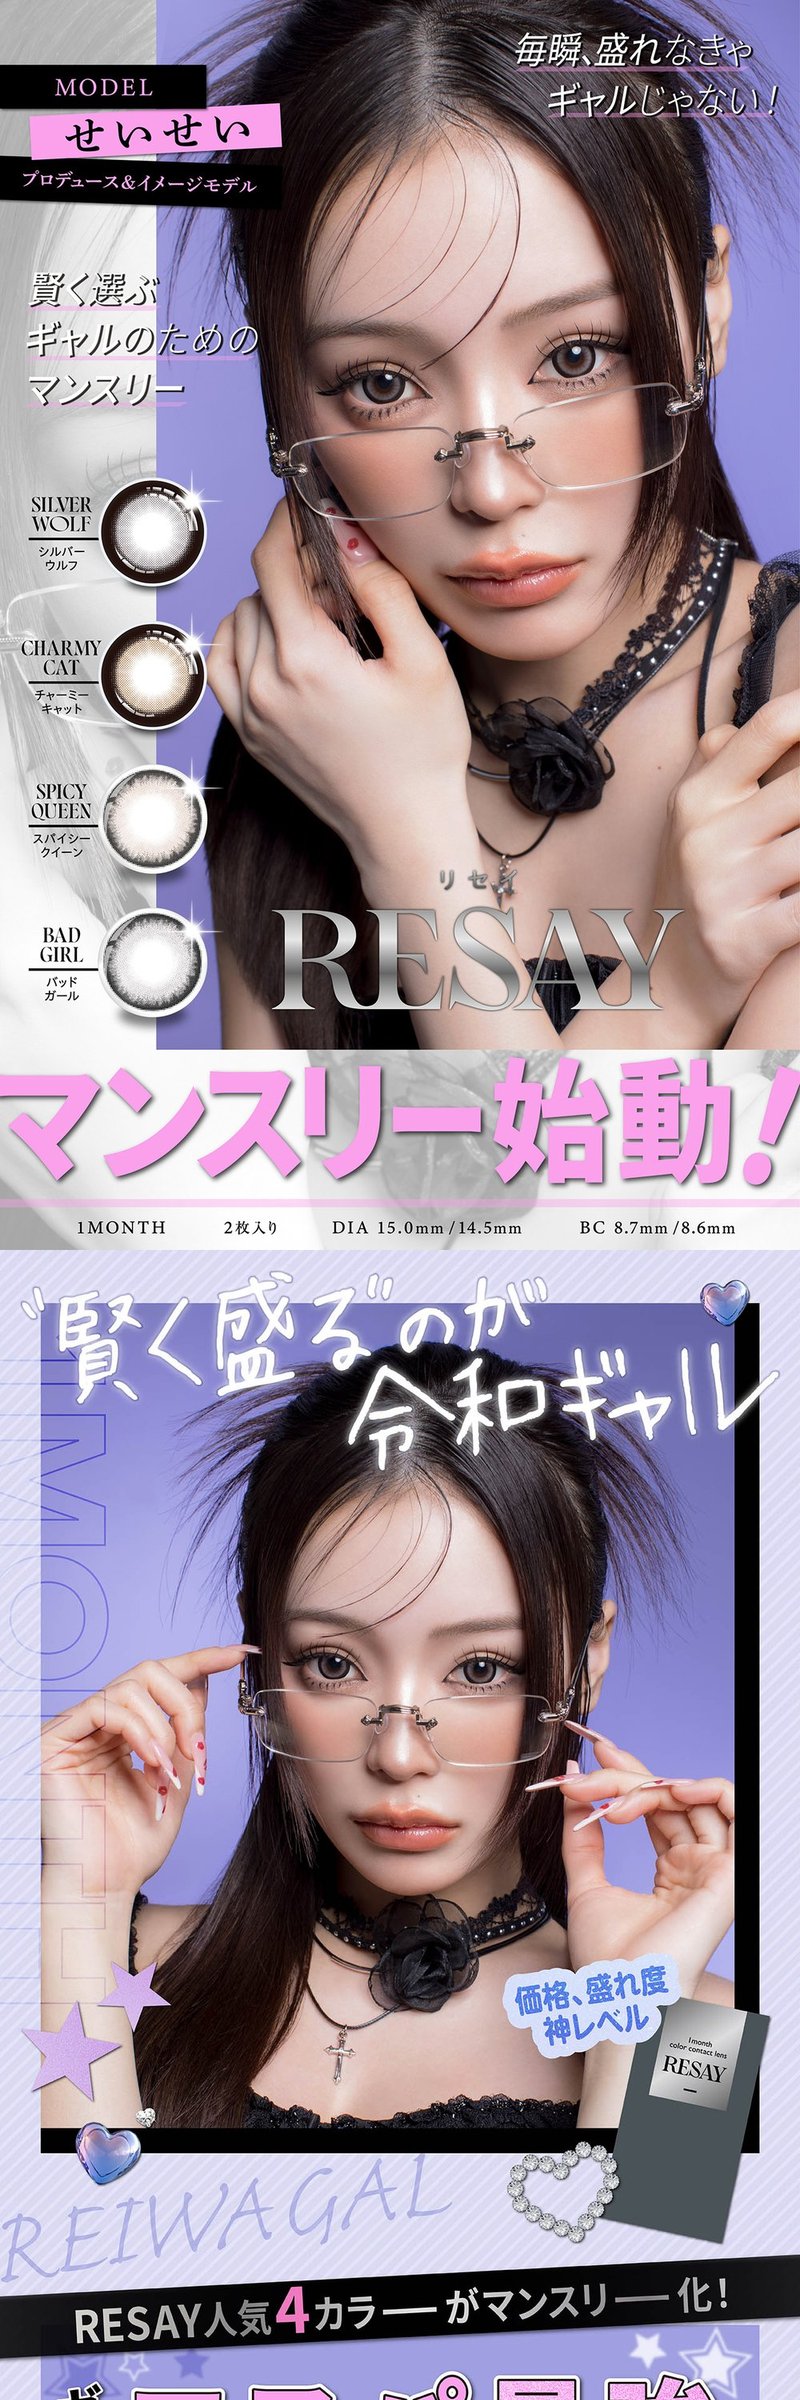 毎瞬、盛れなきゃ
ギャルじゃない！
MODEL
せいせい
プロデュース&イメージモデル
賢く選ぶ
ギャルのための
マンスリー
SILVER
WOLF
シルバー
ウルフ
CHARMY
CAT
チャーミー
キャット
SPICY
QUEEN
スパイシー
クイーン
BAD
GIRL
バッド
ガール
リセイ
RESAY
マンスリー始動！
1MONTH 2枚入り DIA 15.0mm/14.5mm BC 8.7mm/8.6mm
“賢く盛る”のが
令和ギャル
1MONTH
価格、盛れ度
神レベル
1month
color contact lens
RESAY
REIWAGAL
RESAY人気4カラーがマンスリー化！